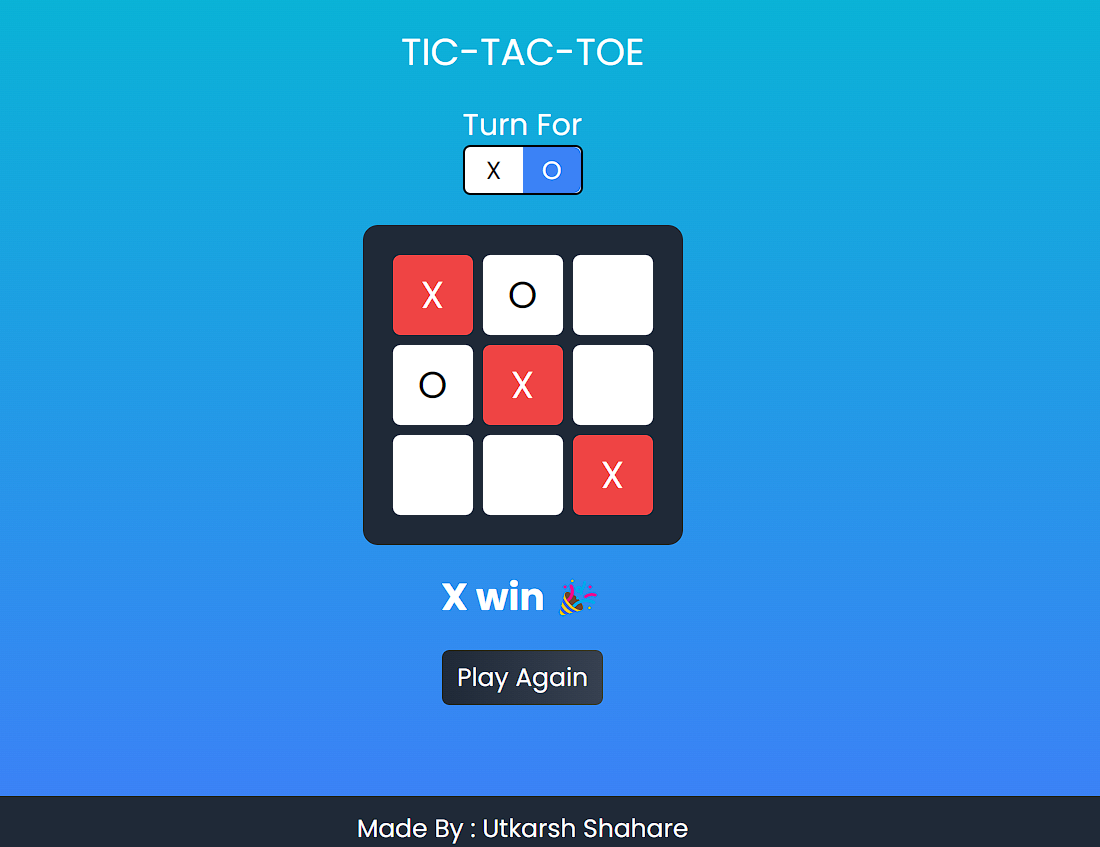 TIC-TAC-TOE
Turn For
X O
X O
O X
X
X win 🎉
Play Again
Made By : Utkarsh Shahare